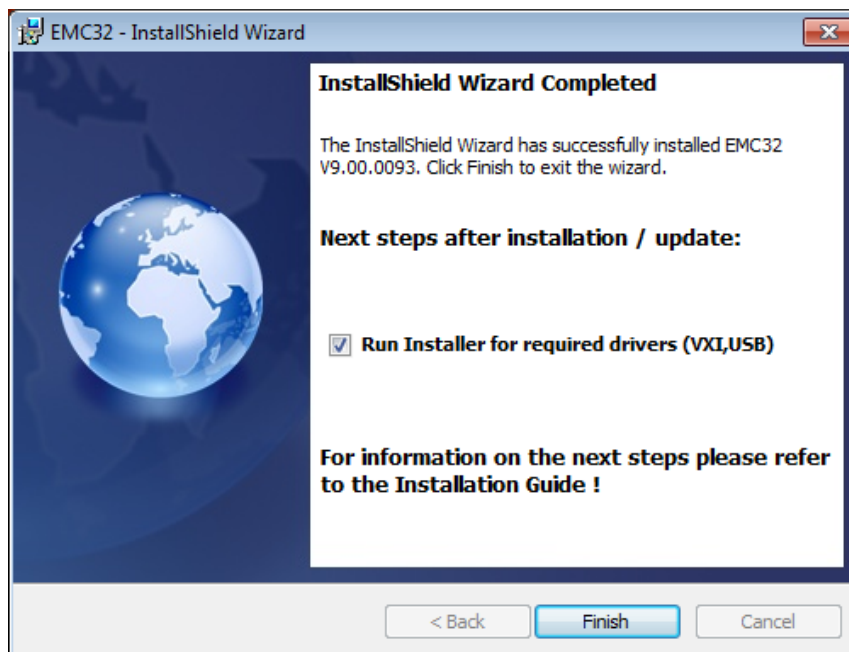 EMC32 - InstallShield Wizard
InstallShield Wizard Completed
The InstallShield Wizard has successfully installed EMC32
V9.00.0093. Click Finish to exit the wizard.
Next steps after installation / update:
Run Installer for required drivers (VXI,USB)
For information on the next steps please refer
to the Installation Guide !
< Back
Finish
Cancel